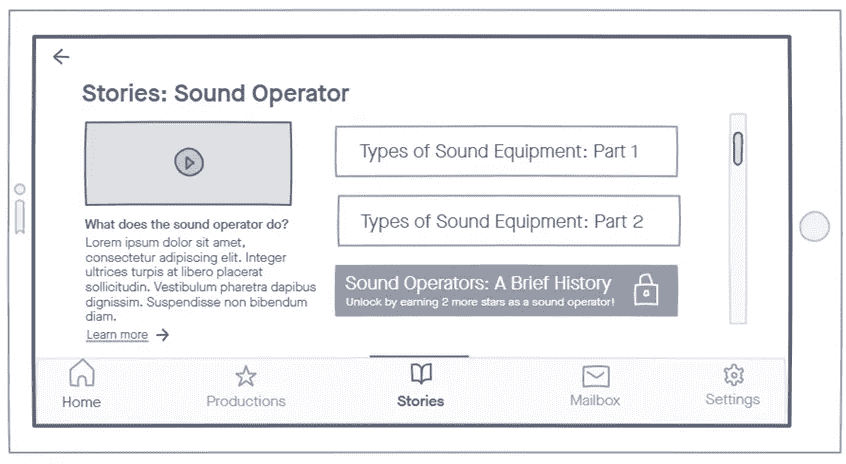 Stories: Sound Operator
What does the sound operator do?
Lorem ipsum dolor sit amet,
consectetur adipiscing elit. Integer
ultrices turpis at libero placerat
sollicitudin. Vestibulum pharetra dapibus
dignissim. Suspendisse non bibendum
diam.
Learn more
Types of Sound Equipment: Part 1
Types of Sound Equipment: Part 2
Sound Operators: A Brief History
Unlock by earning 2 more stars as a sound operator!
Home
Productions
Stories
Mailbox
Settings